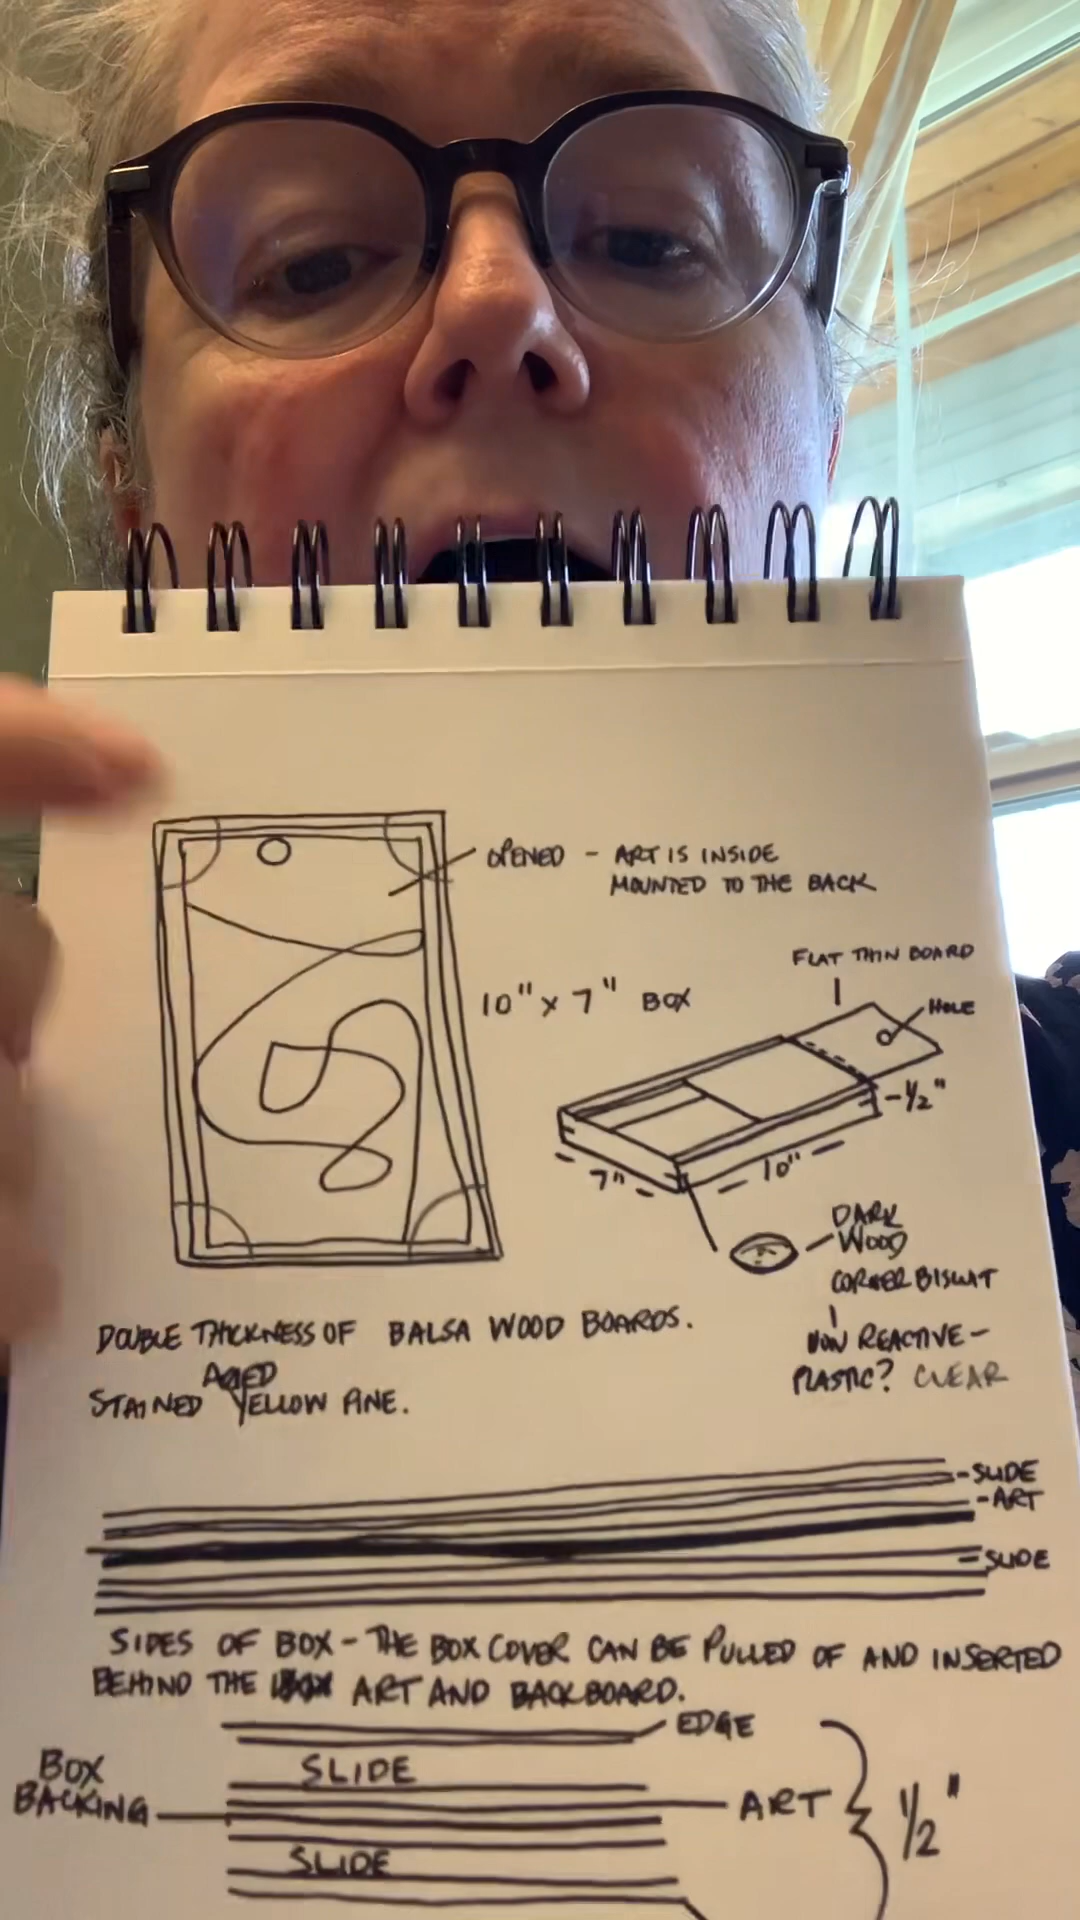 OPENED - ART IS INSIDE
MOUNTED TO THE BACK
FLAT THIN BOARD
HOLE
10" x 7" BOX
- 1/2"
7"
10"
DARK
WOOD
CORNER BISCUIT
NON REACTIVE -
PLASTIC? CLEAR
DOUBLE THICKNESS OF BALSA WOOD BOARDS.
AGED
STAINED YELLOW PINE.
- SLIDE
- ART
- SLIDE
SIDES OF BOX - THE BOX COVER CAN BE PULLED OF AND INSERTED
BEHIND THE ART AND BACKBOARD.
EDGE
BOX
BACKING
SLIDE
ART
1/2"
SLIDE